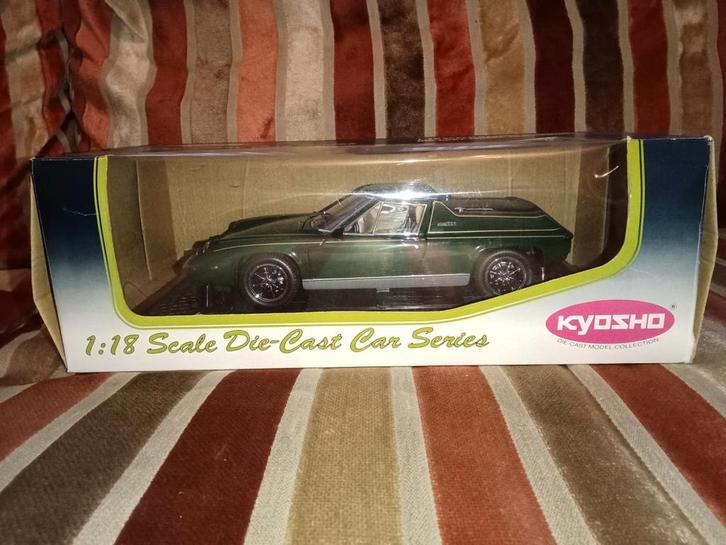 1:18 Scale Die-Cast Car Series
KYOSHO ®
DIE-CAST MODEL COLLECTION